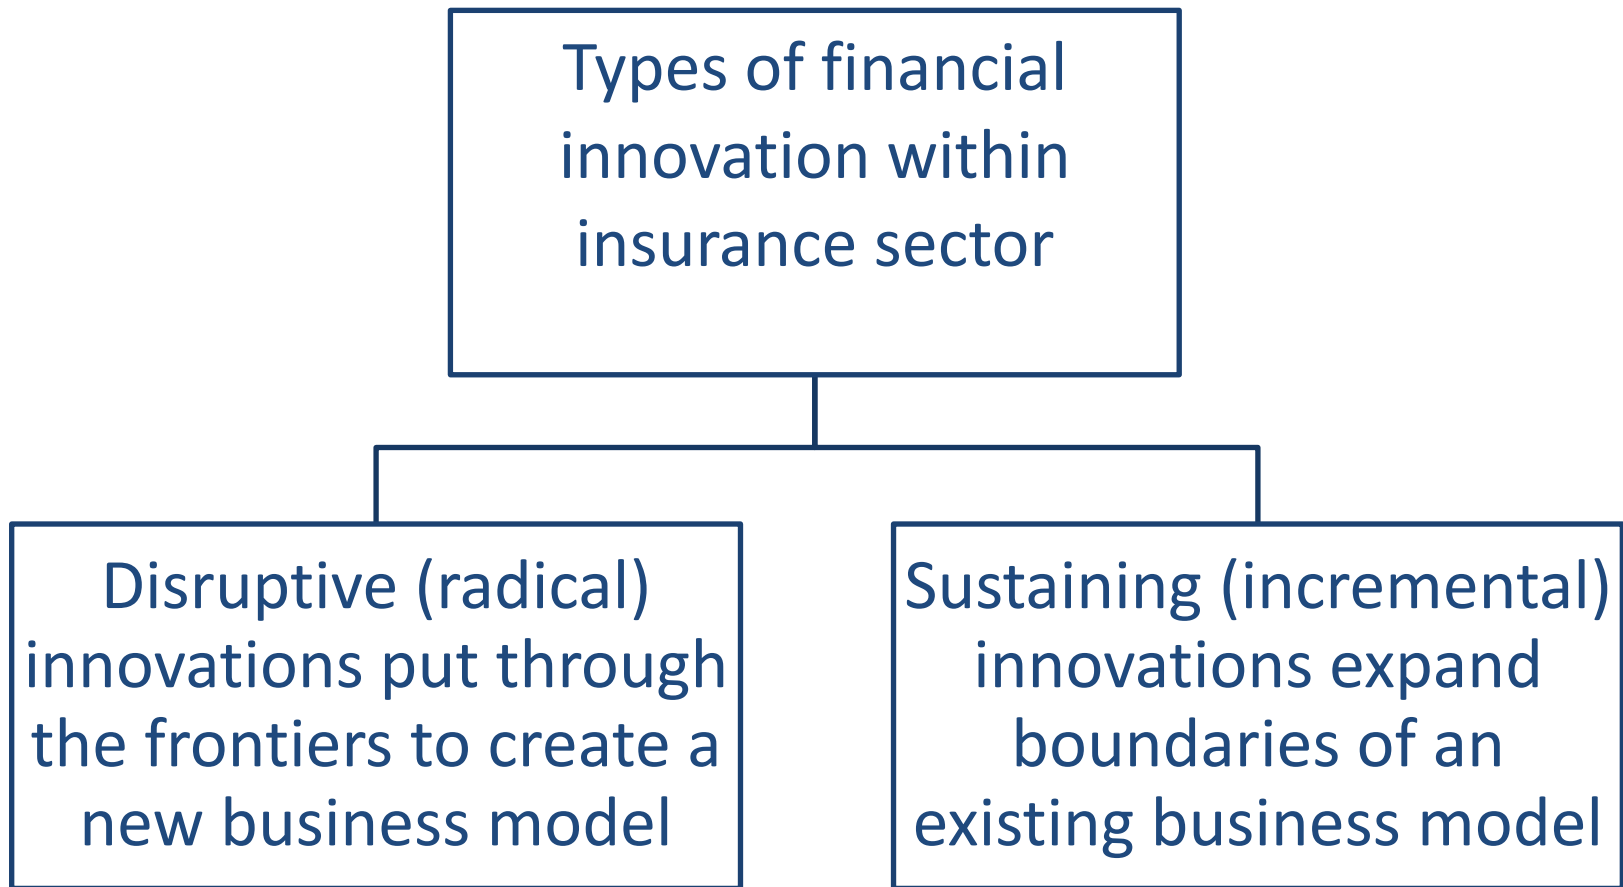 Types of financial
innovation within
insurance sector
Disruptive (radical)
innovations put through
the frontiers to create a
new business model
Sustaining (incremental)
innovations expand
boundaries of an
existing business model